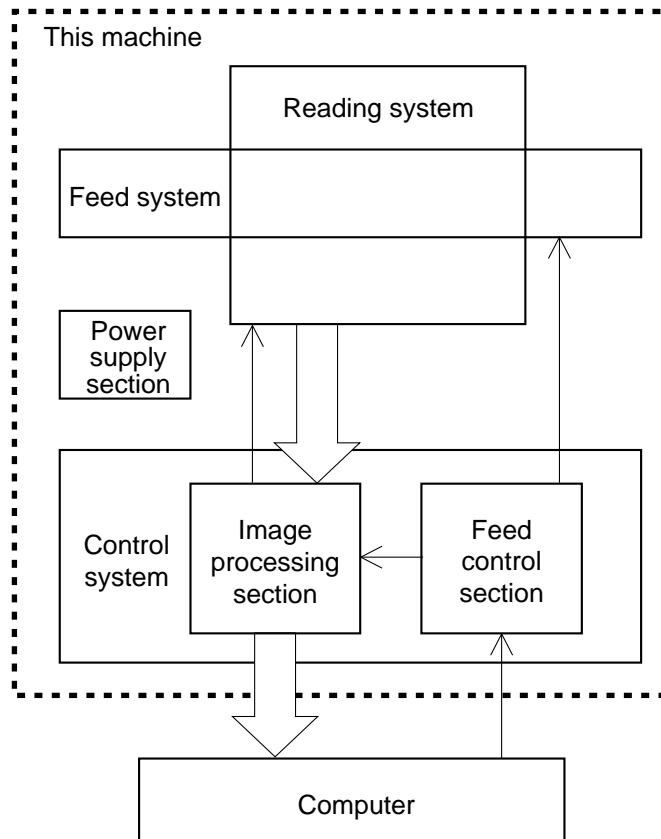 This machine
Reading system
Feed system
Power
supply
section
Control
system
Image
processing
section
Feed
control
section
Computer